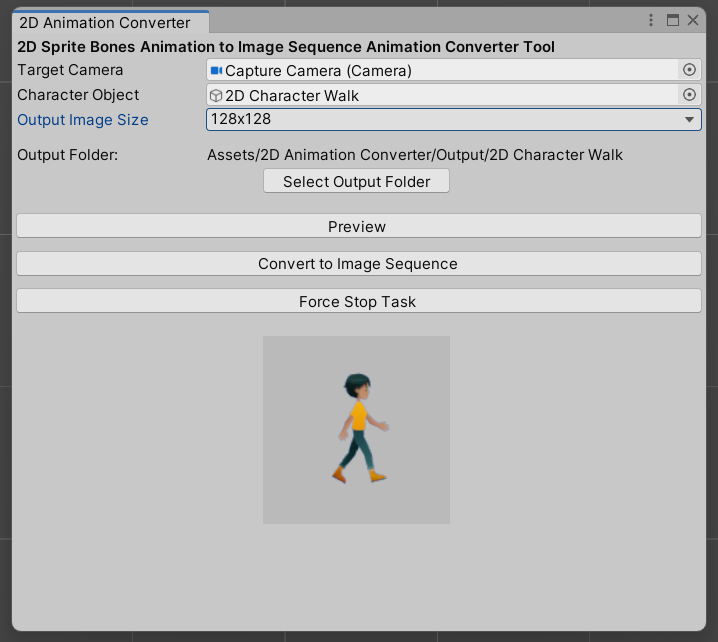 2D Animation Converter
2D Sprite Bones Animation to Image Sequence Animation Converter Tool
Target Camera Capture Camera (Camera)
Character Object 2D Character Walk
Output Image Size 128x128
Output Folder: Assets/2D Animation Converter/Output/2D Character Walk
Select Output Folder
Preview
Convert to Image Sequence
Force Stop Task